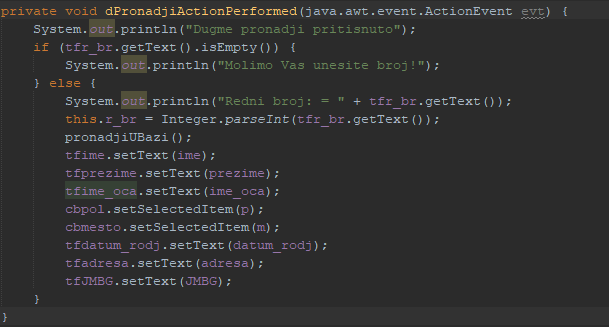 private void dPronadjiActionPerformed(java.awt.event.ActionEvent evt) {
System.out.println("Dugme pronadji pritisnuto");
if (tfr_br.getText().isEmpty()) {
System.out.println("Molimo Vas unesite broj!");
} else {
System.out.println("Redni broj: = " + tfr_br.getText());
this.r_br = Integer.parseInt(tfr_br.getText());
pronadjiUBazi();
tfime.setText(ime);
tfprezime.setText(prezime);
tfime_oca.setText(ime_oca);
cbpol.setSelectedItem(p);
cbmesto.setSelectedItem(m);
tfdatum_rodj.setText(datum_rodj);
tfadresa.setText(adresa);
tfJMBG.setText(JMBG);
}
}